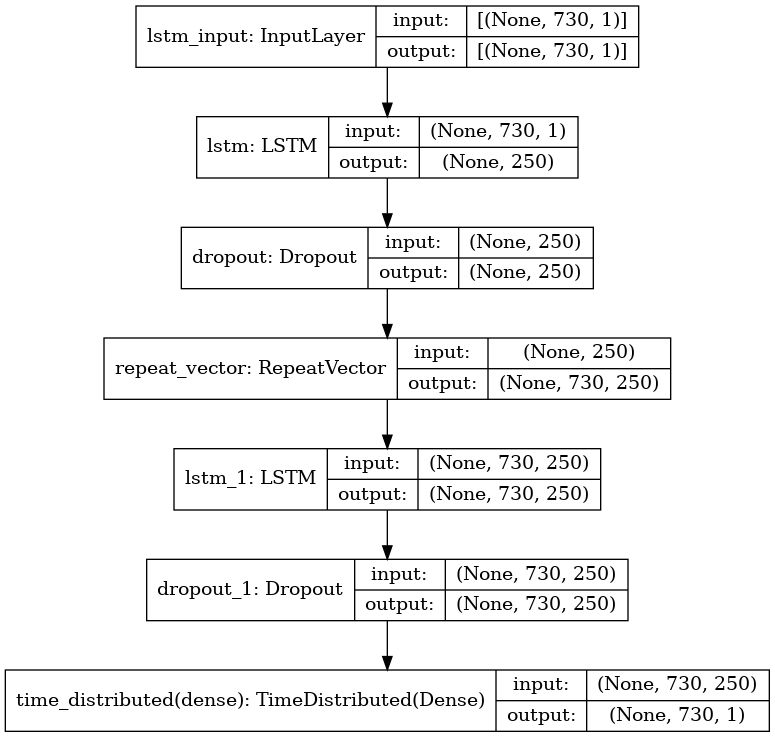 lstm_input: InputLayer
input:
[(None, 730, 1)]
output:
[(None, 730, 1)]
lstm: LSTM
input:
(None, 730, 1)
output:
(None, 250)
dropout: Dropout
input:
(None, 250)
output:
(None, 250)
repeat_vector: RepeatVector
input:
(None, 250)
output:
(None, 730, 250)
lstm_1: LSTM
input:
(None, 730, 250)
output:
(None, 730, 250)
dropout_1: Dropout
input:
(None, 730, 250)
output:
(None, 730, 250)
time_distributed(dense): TimeDistributed(Dense)
input:
(None, 730, 250)
output:
(None, 730, 1)